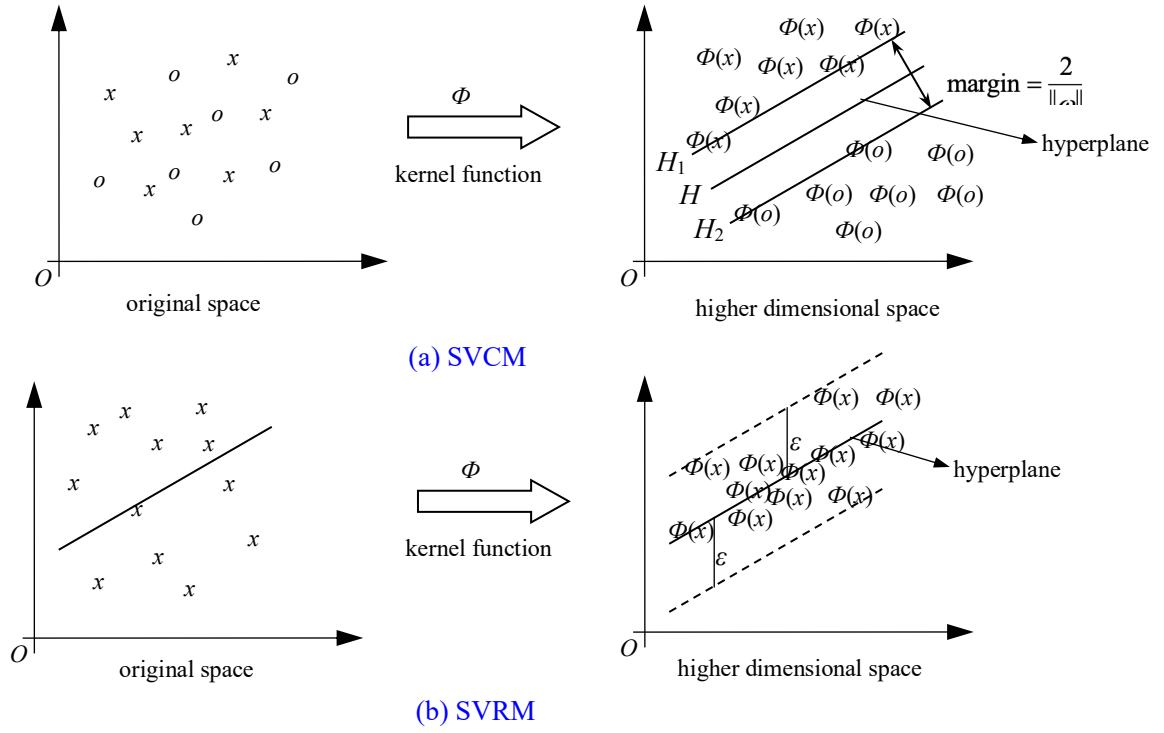 x
o o
x
o x
x x
o o
x
o x
o
O
original space
Φ
kernel function
Φ(x) Φ(x)
Φ(x) Φ(x) Φ(x)
Φ(x)
Φ(x)
margin = 2
hyperplane
H1
H
H2
Φ(o) Φ(o)
Φ(o) Φ(o) Φ(o)
Φ(o)
Φ(o)
O
higher dimensional space
(a) SVCM
x x
x
x x
x x
x
x
x
x x
O
original space
Φ
kernel function
Φ(x) Φ(x)
ε Φ(x)
Φ(x) Φ(x) Φ(x) Φ(x)
hyperplane
Φ(x) Φ(x) Φ(x)
Φ(x) Φ(x)
ε
O
higher dimensional space
(b) SVRM